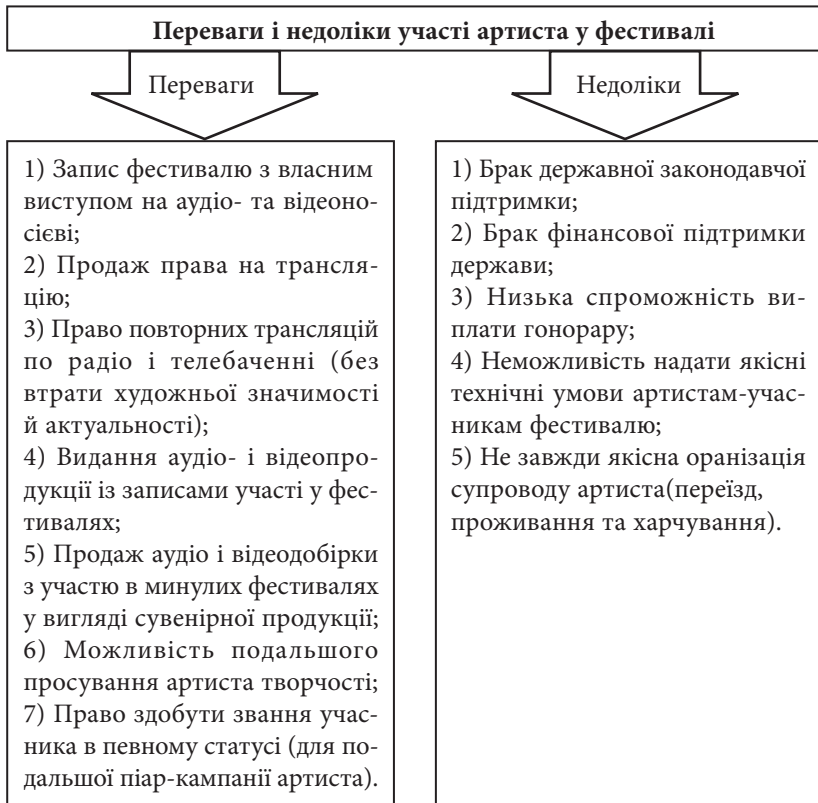 Переваги і недоліки участі артиста у фестивалі
Переваги
1) Запис фестивалю з власним
виступом на аудіо- та відеоно-
сієві;
2) Продаж права на трансля-
цію;
3) Право повторних трансляцій
по радіо і телебаченні (без
втрати художньої значимості
й актуальності);
4) Видання аудіо- і відеопро-
дукції із записами участі у фес-
тивалях;
5) Продаж аудіо і відеодобірки
з участю в минулих фестивалях
у вигляді сувенірної продукції;
6) Можливість подальшого
просування артиста творчості;
7) Право здобути звання учас-
ника в певному статусі (для по-
дальшої піар-кампанії артиста).
Недоліки
1) Брак державної законодавчої
підтримки;
2) Брак фінансової підтримки
держави;
3) Низька спроможність ви-
плати гонорару;
4) Неможливість надати якісні
технічні умови артистам-учас-
никам фестивалю;
5) Не завжди якісна оранізація
супроводу артиста(переїзд,
проживання та харчування).